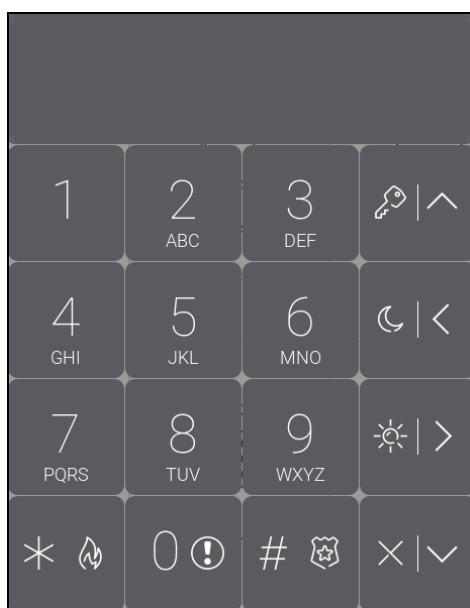 1 2 3
ABC DEF
4 5 6
GHI JKL MNO
7 8 9
PQRS TUV WXYZ
* 0 #